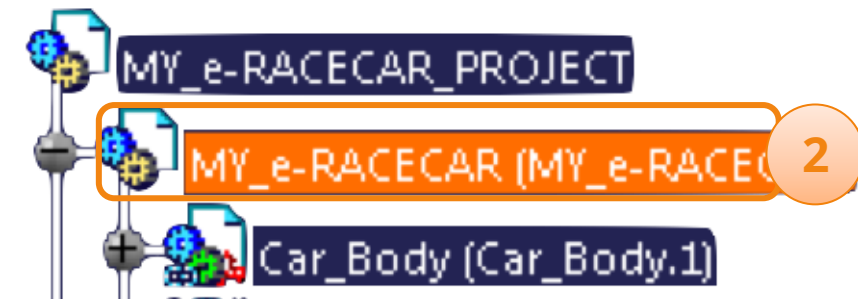 MY_e-RACECAR_PROJECT
MY_e-RACECAR (MY_e-RACEC
2
Car_Body (Car_Body.1)